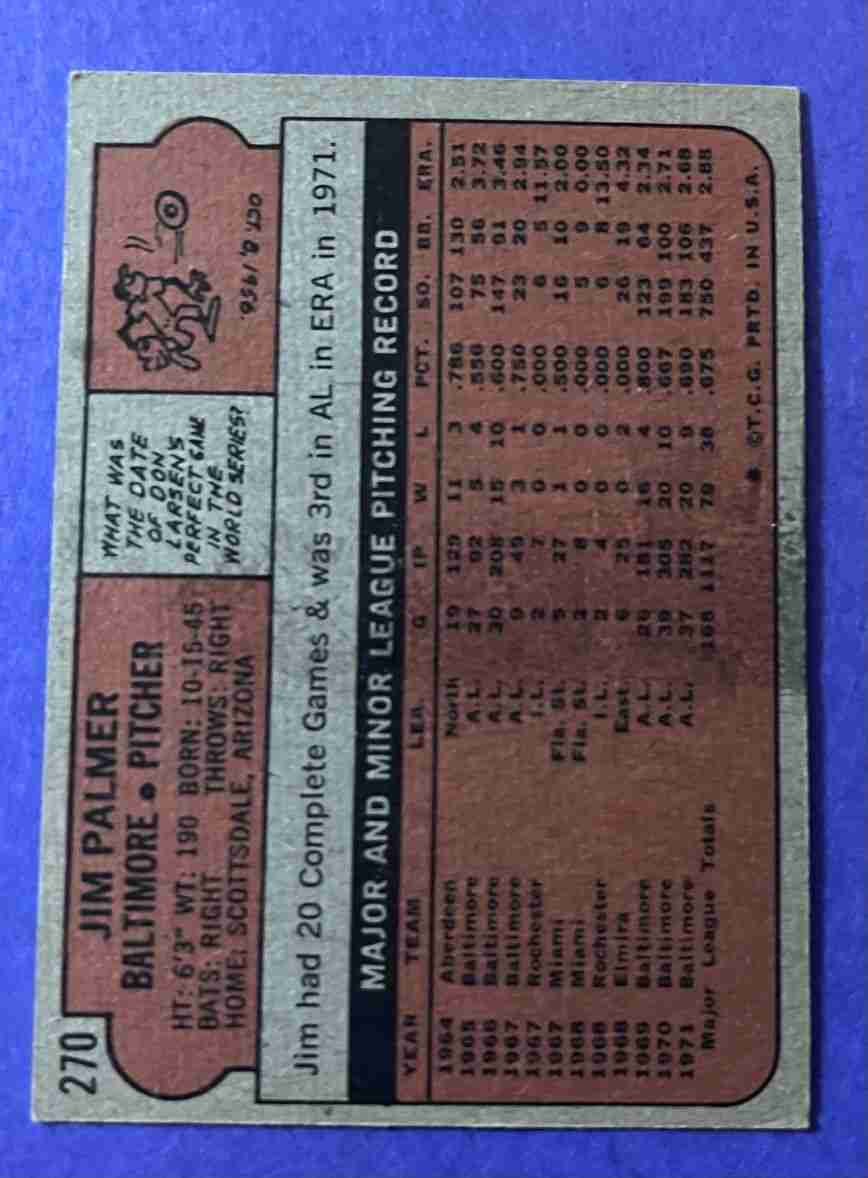 270
JIM PALMER
BALTIMORE • PITCHER
HT: 6'3" WT: 190 BORN: 10-15-45
BATS: RIGHT THROWS: RIGHT
HOME: SCOTTSDALE, ARIZONA
WHAT WAS
THE DATE
OF DON
LARSEN'S
PERFECT GAME
IN THE
WORLD SERIES?
OCT. 8, 1956.
Jim had 20 Complete Games & was 3rd in AL in ERA in 1971.
MAJOR AND MINOR LEAGUE PITCHING RECORD
YEAR TEAM LEA. G IP W L PCT. SO. BB. ERA.
1964 Aberdeen North 19 129 11 3 .786 107 130 2.51
1965 Baltimore A.L. 27 92 5 4 .556 75 56 3.72
1966 Baltimore A.L. 30 208 15 10 .600 147 91 3.46
1967 Baltimore A.L. 9 49 3 1 .750 23 20 2.94
1967 Rochester I.L. 2 7 0 0 .000 6 5 11.57
1967 Miami Fla. St. 5 27 1 1 .500 16 10 2.00
1968 Miami Fla. St. 2 8 0 0 .000 5 9 0.00
1968 Rochester I.L. 2 4 0 0 .000 6 8 13.50
1968 Elmira East. 6 25 0 2 .000 26 19 4.32
1969 Baltimore A.L. 26 181 16 4 .800 123 64 2.34
1970 Baltimore A.L. 39 305 20 10 .667 199 100 2.71
1971 Baltimore A.L. 37 282 20 9 .690 183 106 2.68
Major League Totals 168 1117 79 38 .675 750 437 2.88
©T.C.G. PRTD. IN U.S.A.